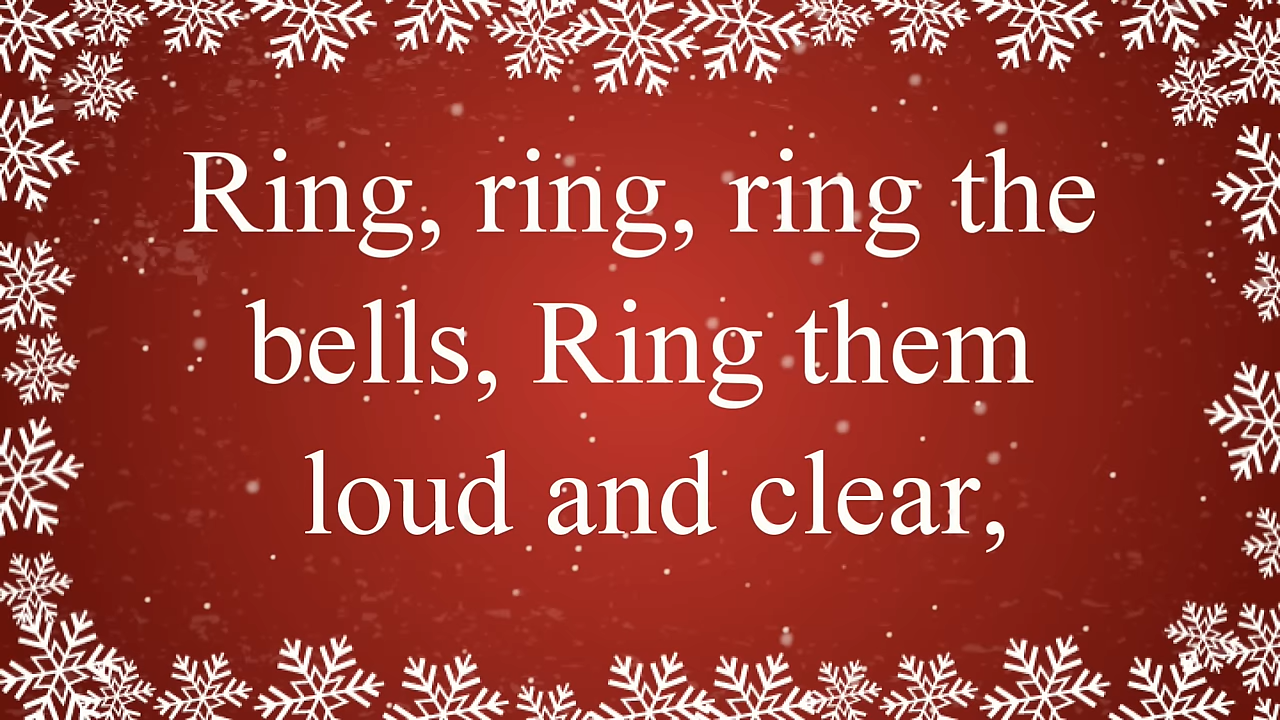 Ring, ring, ring the
bells, Ring them
loud and clear,